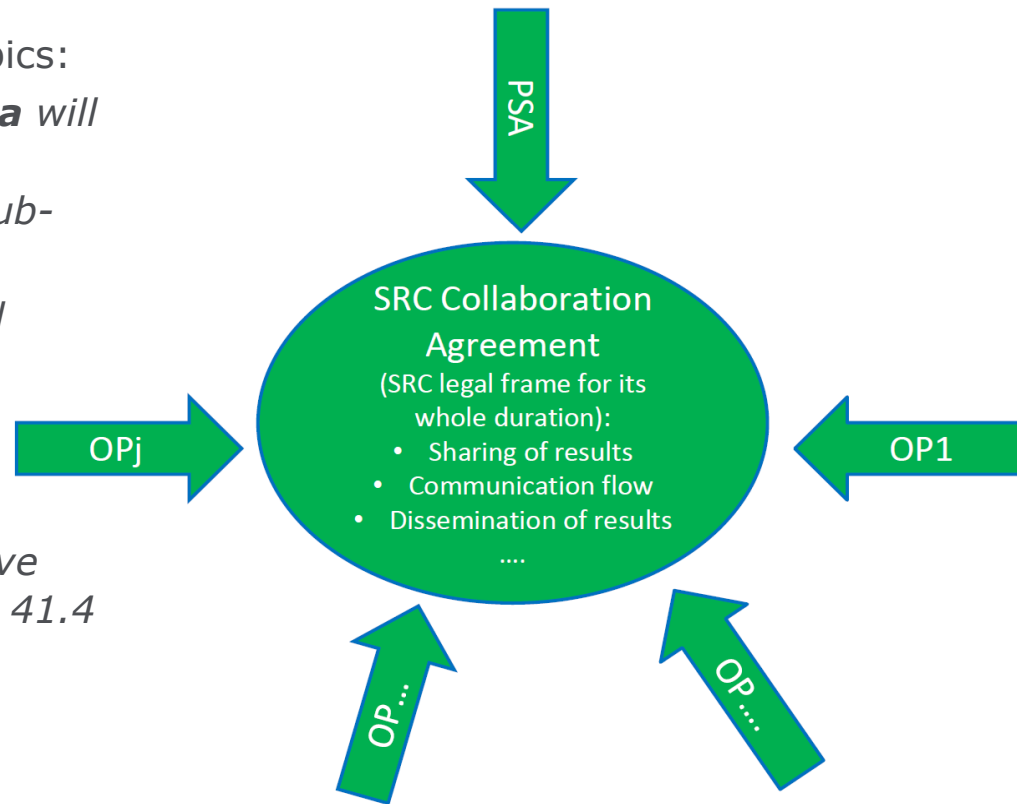 pics:
a will
ub-
ve
41.4
PSA
SRC Collaboration
Agreement
(SRC legal frame for its
whole duration):
• Sharing of results
• Communication flow
• Dissemination of results
....
OPj
OP1
OP...
OP....